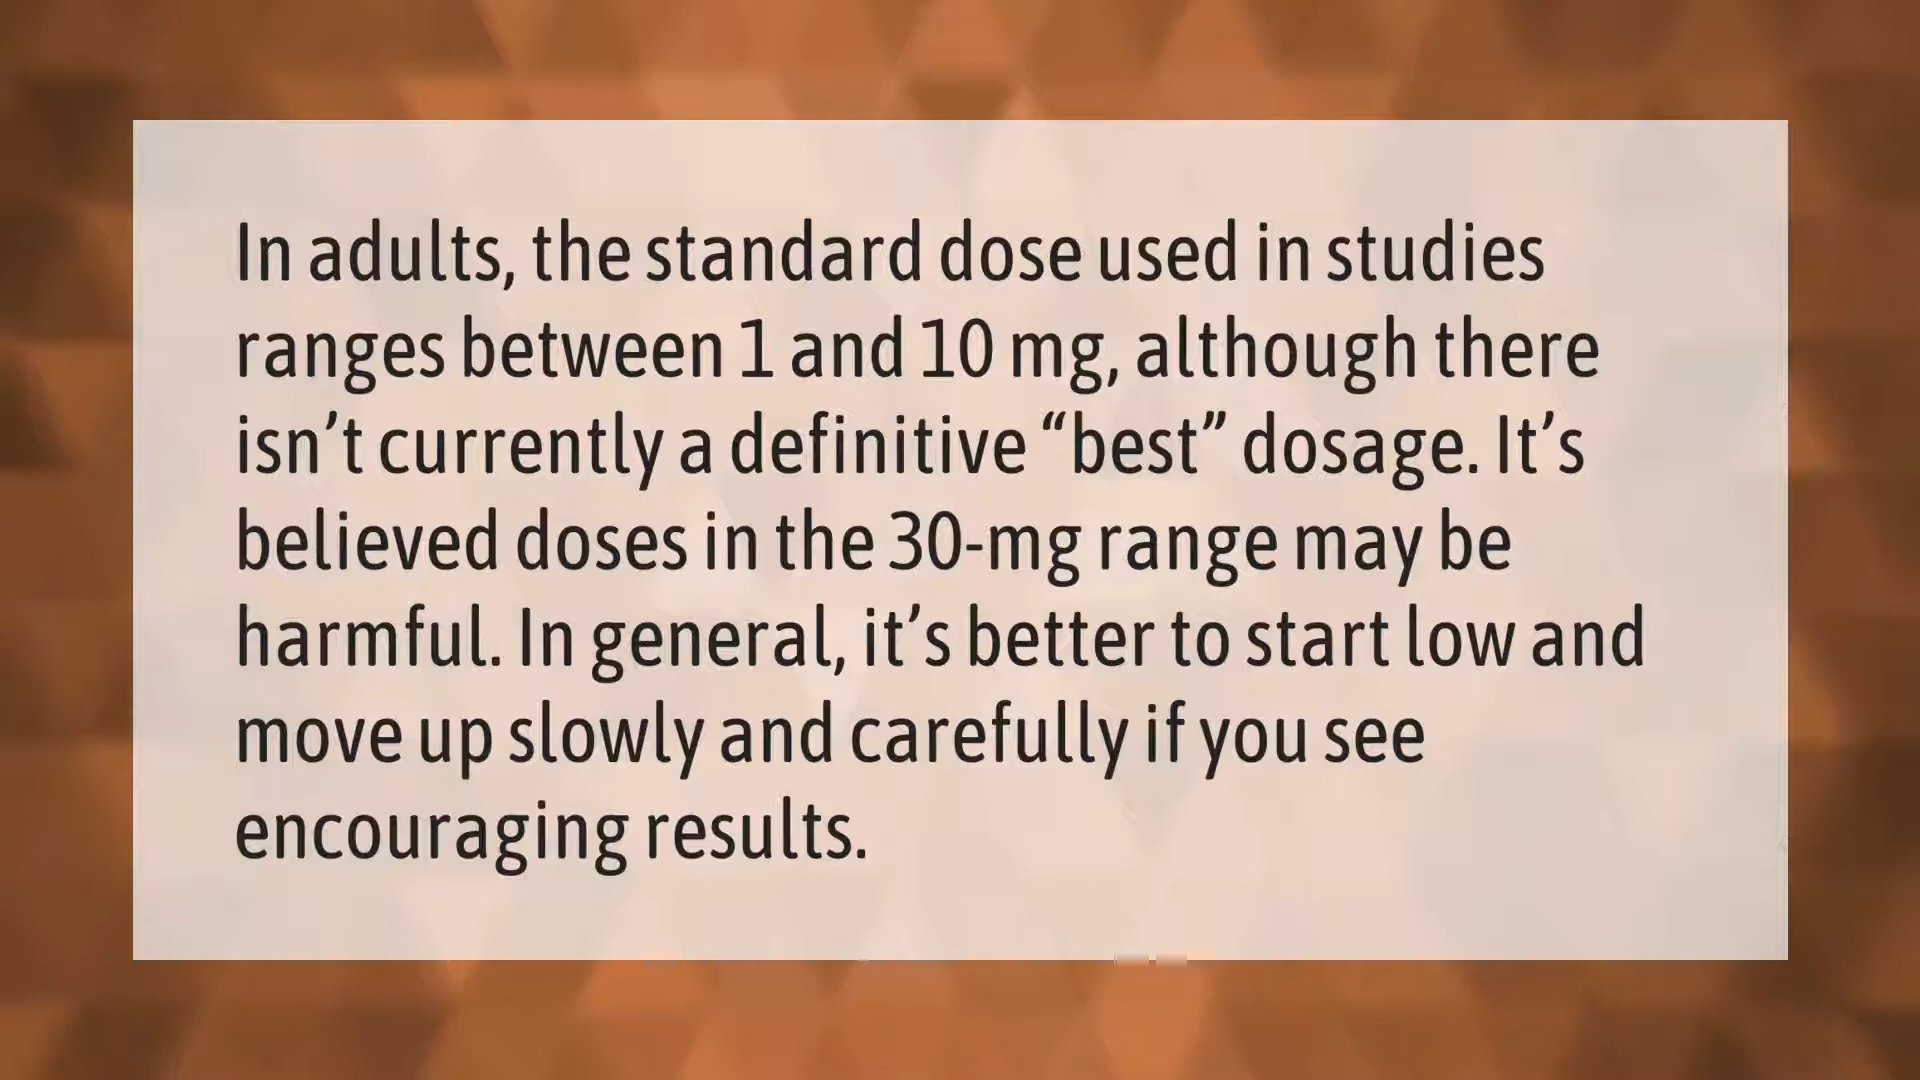 In adults, the standard dose used in studies
ranges between 1 and 10 mg, although there
isn’t currently a definitive “best” dosage. It’s
believed doses in the 30-mg range may be
harmful. In general, it’s better to start low and
move up slowly and carefully if you see
encouraging results.